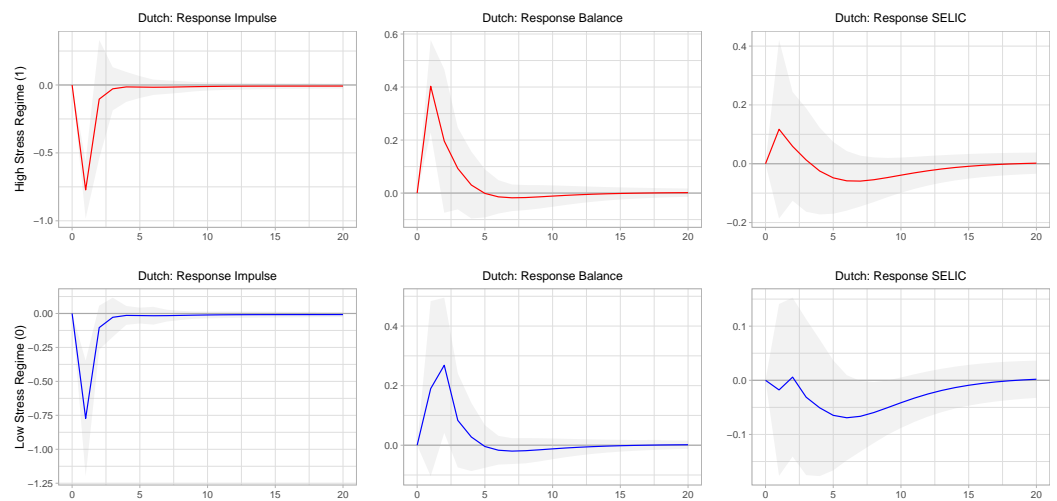 Dutch: Response Impulse
Dutch: Response Balance
Dutch: Response SELIC
High Stress Regime (1)
0.0
−0.5
−1.0
0 5 10 15 20
0.6
0.4
0.2
0.0
0 5 10 15 20
0.4
0.2
0.0
−0.2
0 5 10 15 20
Dutch: Response Impulse
Dutch: Response Balance
Dutch: Response SELIC
Low Stress Regime (0)
0.00
−0.25
−0.50
−0.75
−1.00
−1.25
0 5 10 15 20
0.4
0.2
0.0
0 5 10 15 20
0.1
0.0
−0.1
0 5 10 15 20